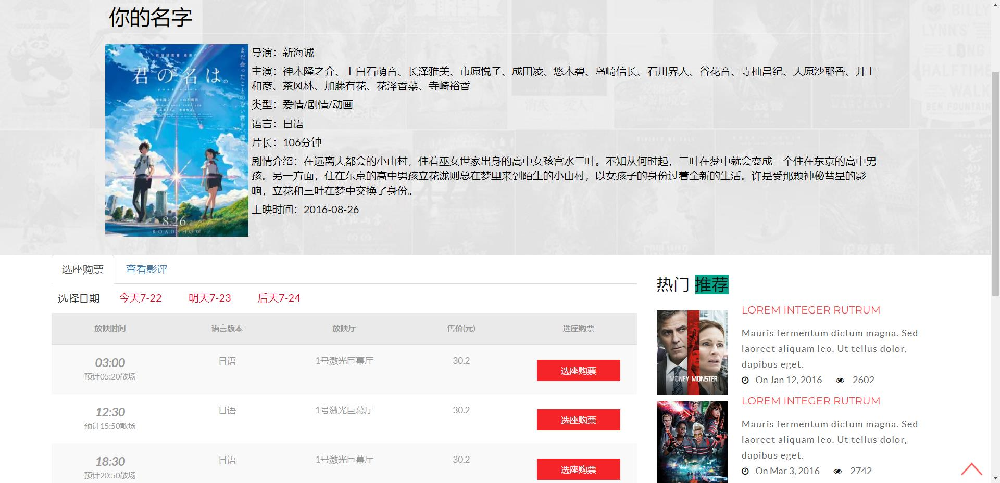 你的名字
君の名は。
8.26
ROADSHOW
导演：新海诚
主演：神木隆之介、上白石萌音、长泽雅美、市原悦子、成田凌、悠木碧、岛崎信长、石川界人、谷花音、寺杣昌纪、大原沙耶香、井上
和彦、茶风林、加藤有花、花泽香菜、寺崎裕香
类型：爱情/剧情/动画
语言：日语
片长：106分钟
剧情介绍：在远离大都会的小山村，住着巫女世家出身的高中女孩宫水三叶。不知从何时起，三叶在梦中就会变成一个住在东京的高中男
孩。另一方面，住在东京的高中男孩立花泷则总在梦里来到陌生的小山村，以女孩子的身份过着全新的生活。许是受那颗神秘彗星的影
响，立花和三叶在梦中交换了身份。
上映时间：2016-08-26
BILLY
LYNN'S
LONG
HALFTIME
WALK
BEN FOUNTAIN
选座购票 查看影评
选择日期 今天7-22 明天7-23 后天7-24
放映时间 语言版本 放映厅 售价(元) 选座购票
03:00 日语 1号激光巨幕厅 30.2 选座购票
预计05:20散场
12:30 日语 1号激光巨幕厅 30.2 选座购票
预计15:50散场
18:30 日语 1号激光巨幕厅 30.2 选座购票
预计20:50散场
热门 推荐
MONEY MONSTER
LOREM INTEGER RUTRUM
Mauris fermentum dictum magna. Sed
laoreet aliquam leo. Ut tellus dolor,
dapibus eget.
On Jan 12, 2016 2602
LOREM INTEGER RUTRUM
Mauris fermentum dictum magna. Sed
laoreet aliquam leo. Ut tellus dolor,
dapibus eget.
On Mar 3, 2016 2742